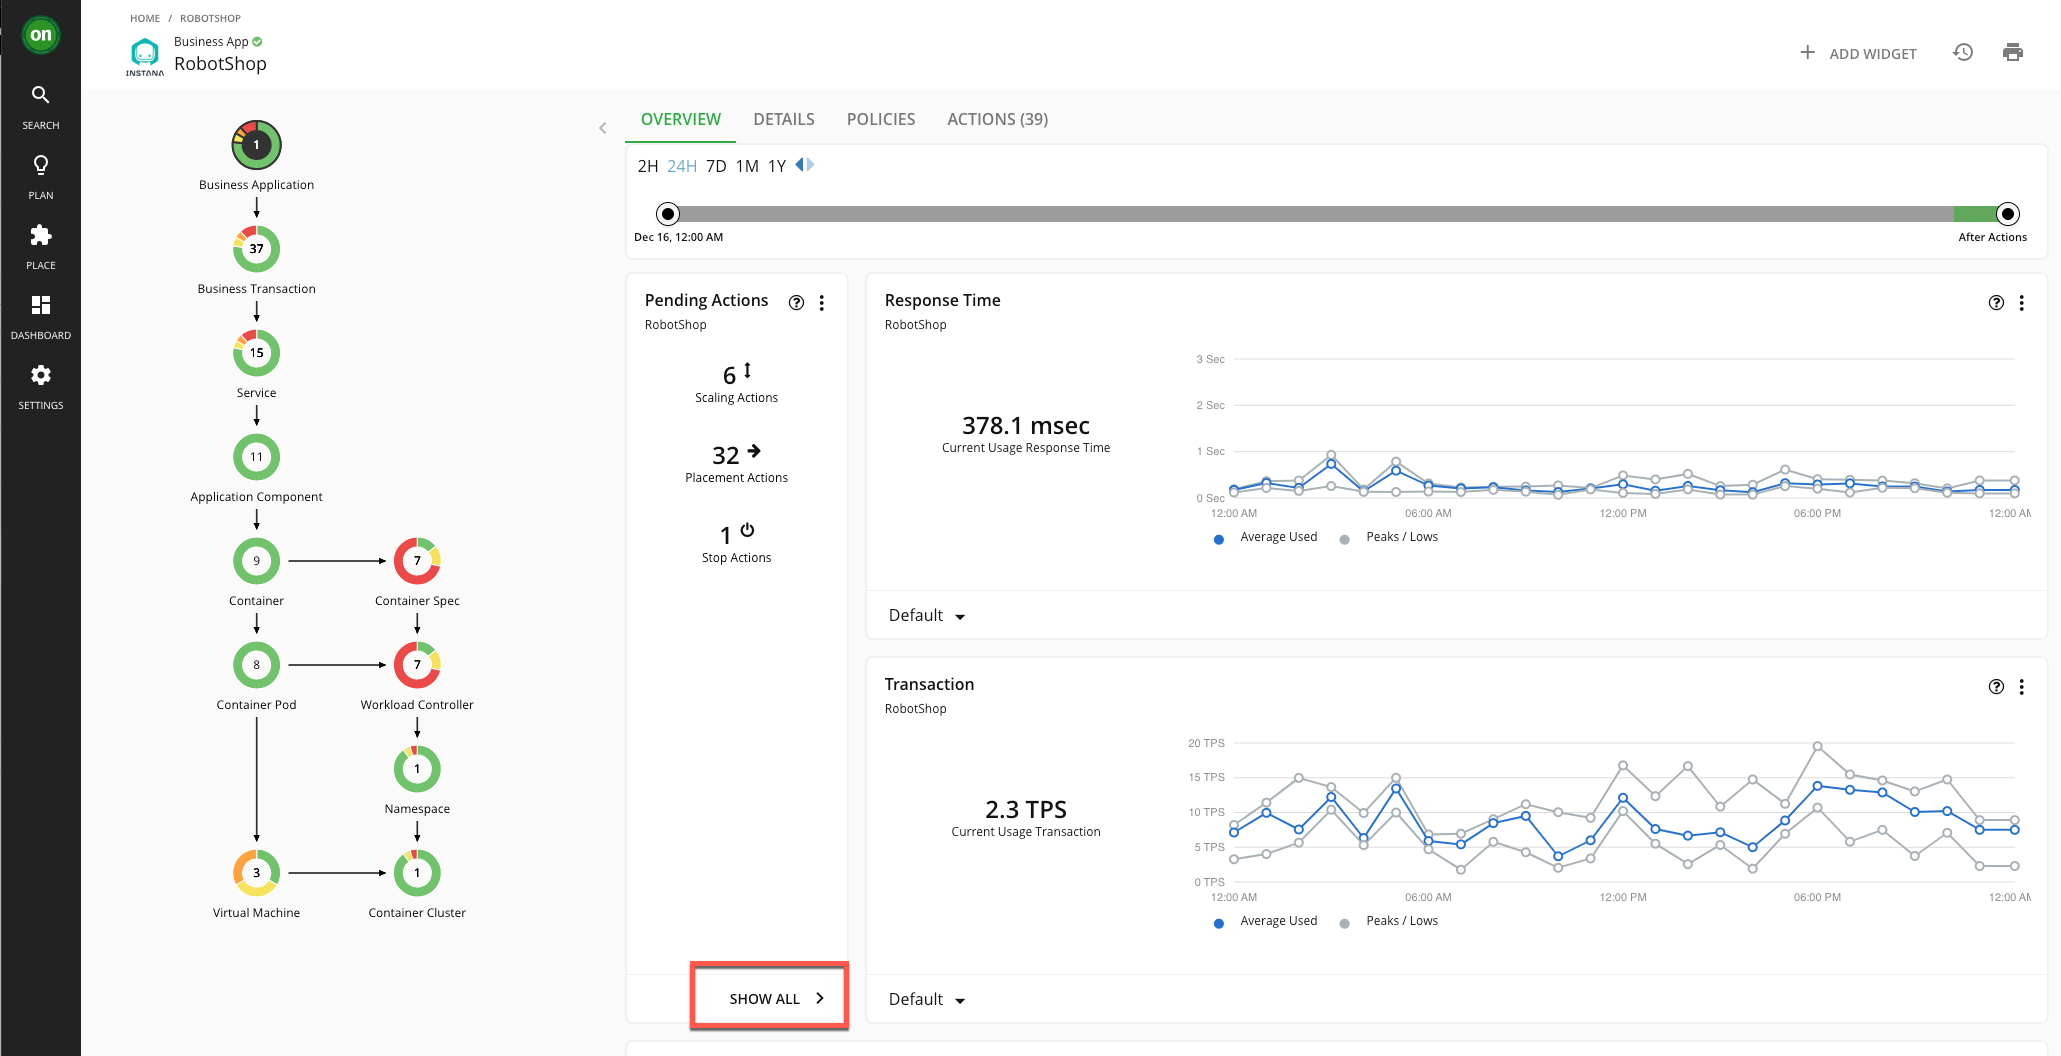 HOME / ROBOTSHOP
on
Business App
RobotShop
INSTANA
ADD WIDGET
SEARCH
PLAN
PLACE
DASHBOARD
SETTINGS
1
Business Application
37
Business Transaction
15
Service
11
Application Component
9
7
Container
Container Spec
8
7
Container Pod
Workload Controller
1
Namespace
3
1
Virtual Machine
Container Cluster
OVERVIEW DETAILS POLICIES ACTIONS (39)
2H 24H 7D 1M 1Y
Dec 16, 12:00 AM
After Actions
Pending Actions
RobotShop
6
Scaling Actions
32
Placement Actions
1
Stop Actions
SHOW ALL
Response Time
RobotShop
378.1 msec
Current Usage Response Time
3 Sec
2 Sec
1 Sec
0 Sec
12:00 AM 06:00 AM 12:00 PM 06:00 PM 12:00 AM
Average Used Peaks / Lows
Default
Transaction
RobotShop
2.3 TPS
Current Usage Transaction
20 TPS
15 TPS
10 TPS
5 TPS
0 TPS
12:00 AM 06:00 AM 12:00 PM 06:00 PM 12:00 AM
Average Used Peaks / Lows
Default